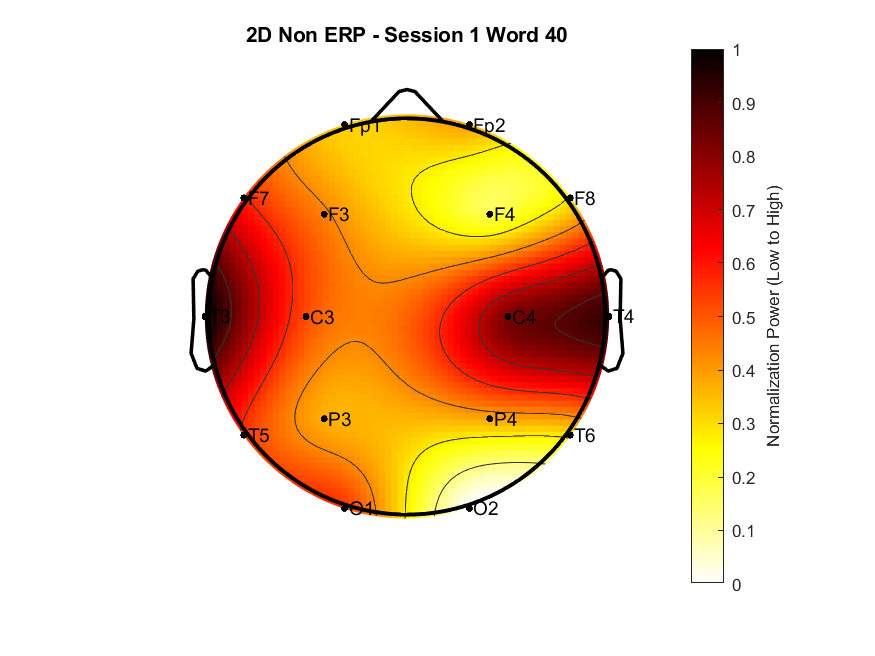 2D Non ERP - Session 1 Word 40
Fp1
Fp2
F7
F3
F4
F8
T3
C3
C4
T4
T5
P3
P4
T6
O1
O2
1
0.9
0.8
0.7
0.6
0.5
0.4
0.3
0.2
0.1
0
Normalization Power (Low to High)